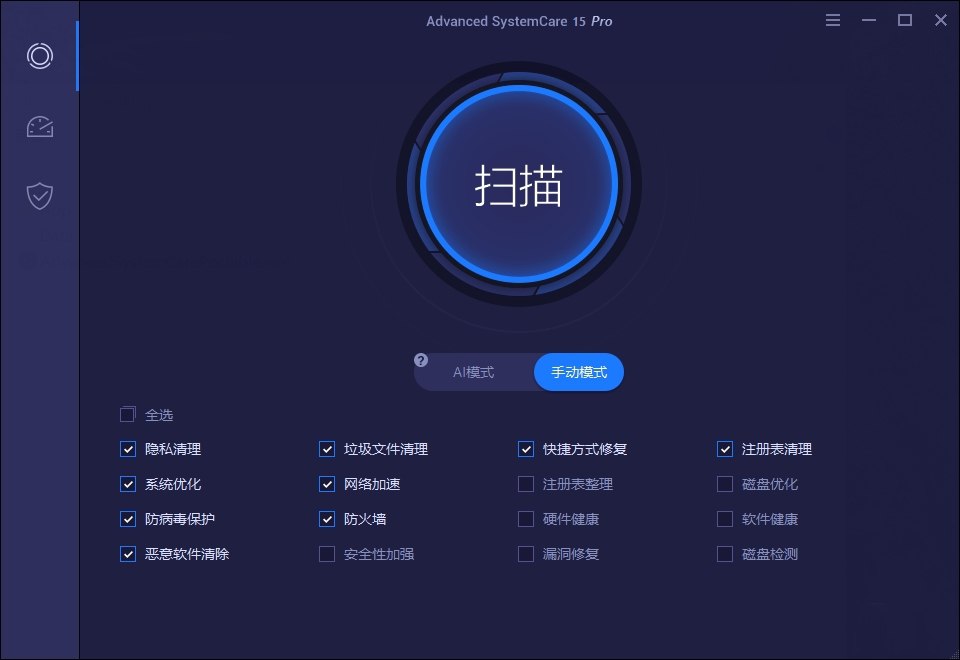 Advanced SystemCare 15 Pro
扫描
?
AI模式 手动模式
全选
隐私清理 垃圾文件清理 快捷方式修复 注册表清理
系统优化 网络加速 注册表整理 磁盘优化
防病毒保护 防火墙 硬件健康 软件健康
恶意软件清除 安全性加强 漏洞修复 磁盘检测